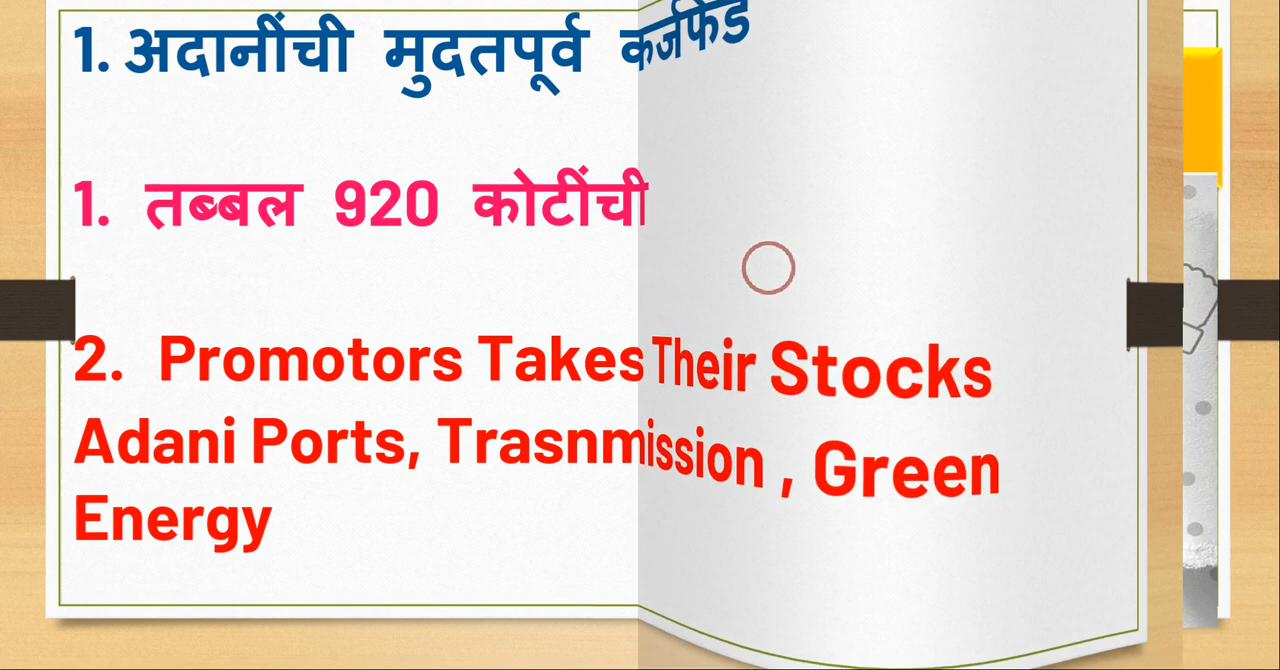 1. अदानींची मुदतपूर्व कर्जफेड
1. तब्बल 920 कोटींची
2. Promotors Takes Their Stocks
Adani Ports, Trasnmission , Green
Energy